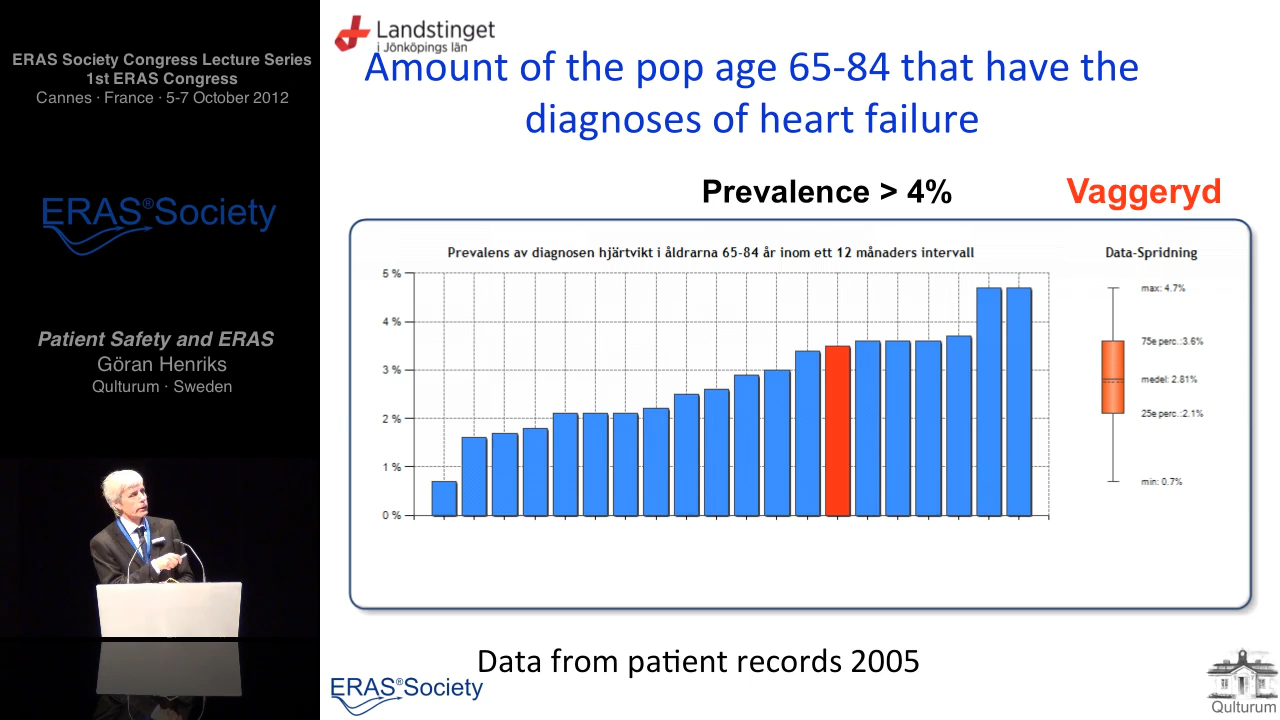 ERAS Society Congress Lecture Series
1st ERAS Congress
Cannes · France · 5-7 October 2012
ERAS®Society
Patient Safety and ERAS
Göran Henriks
Qulturum · Sweden
Landstinget
i Jönköpings län
Amount of the pop age 65-84 that have the
diagnoses of heart failure
Prevalence > 4%
Vaggeryd
Prevalens av diagnosen hjärtvikt i åldrarna 65-84 år inom ett 12 månaders intervall
5 %
4 %
3 %
2 %
1 %
0 %
Data-Spridning
max: 4.7%
75e perc.:3.6%
medel: 2.81%
25e perc.:2.1%
min: 0.7%
Data from patient records 2005
ERAS®Society
Qulturum